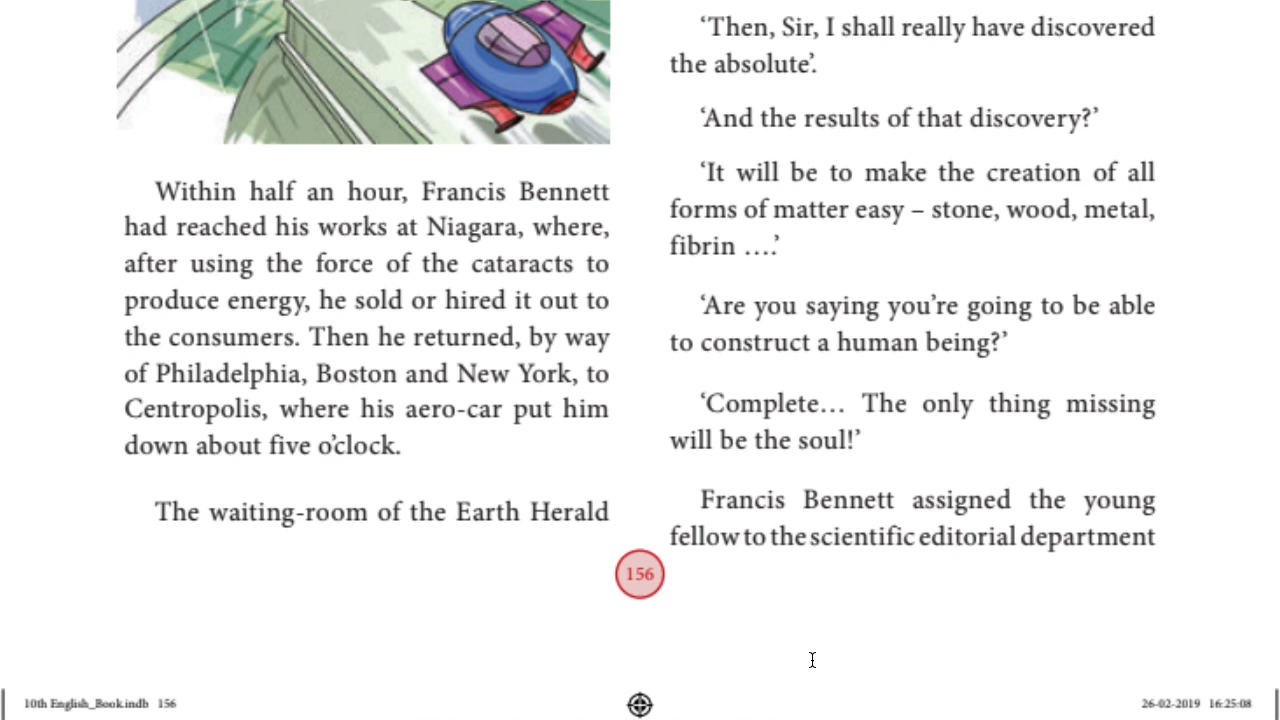 Within half an hour, Francis Bennett
had reached his works at Niagara, where,
after using the force of the cataracts to
produce energy, he sold or hired it out to
the consumers. Then he returned, by way
of Philadelphia, Boston and New York, to
Centropolis, where his aero-car put him
down about five o’clock.
The waiting-room of the Earth Herald
‘Then, Sir, I shall really have discovered
the absolute’.
‘And the results of that discovery?’
‘It will be to make the creation of all
forms of matter easy – stone, wood, metal,
fibrin ….’
‘Are you saying you’re going to be able
to construct a human being?’
‘Complete… The only thing missing
will be the soul!’
Francis Bennett assigned the young
fellow to the scientific editorial department
156
10th English_Book.indb 156
26-02-2019 16:25:08